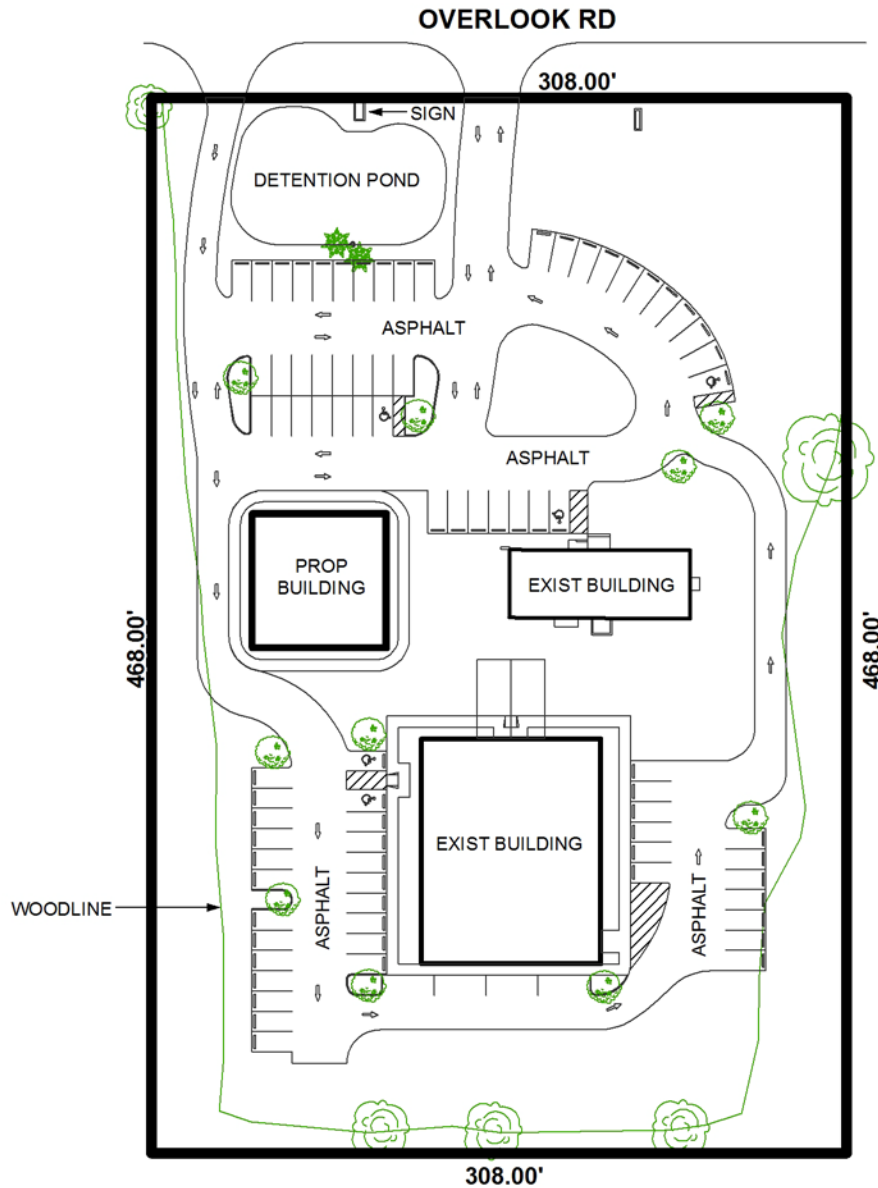 OVERLOOK RD
308.00'
SIGN
DETENTION POND
ASPHALT
ASPHALT
PROP
BUILDING
EXIST BUILDING
468.00'
468.00'
EXIST BUILDING
ASPHALT
ASPHALT
WOODLINE
308.00'